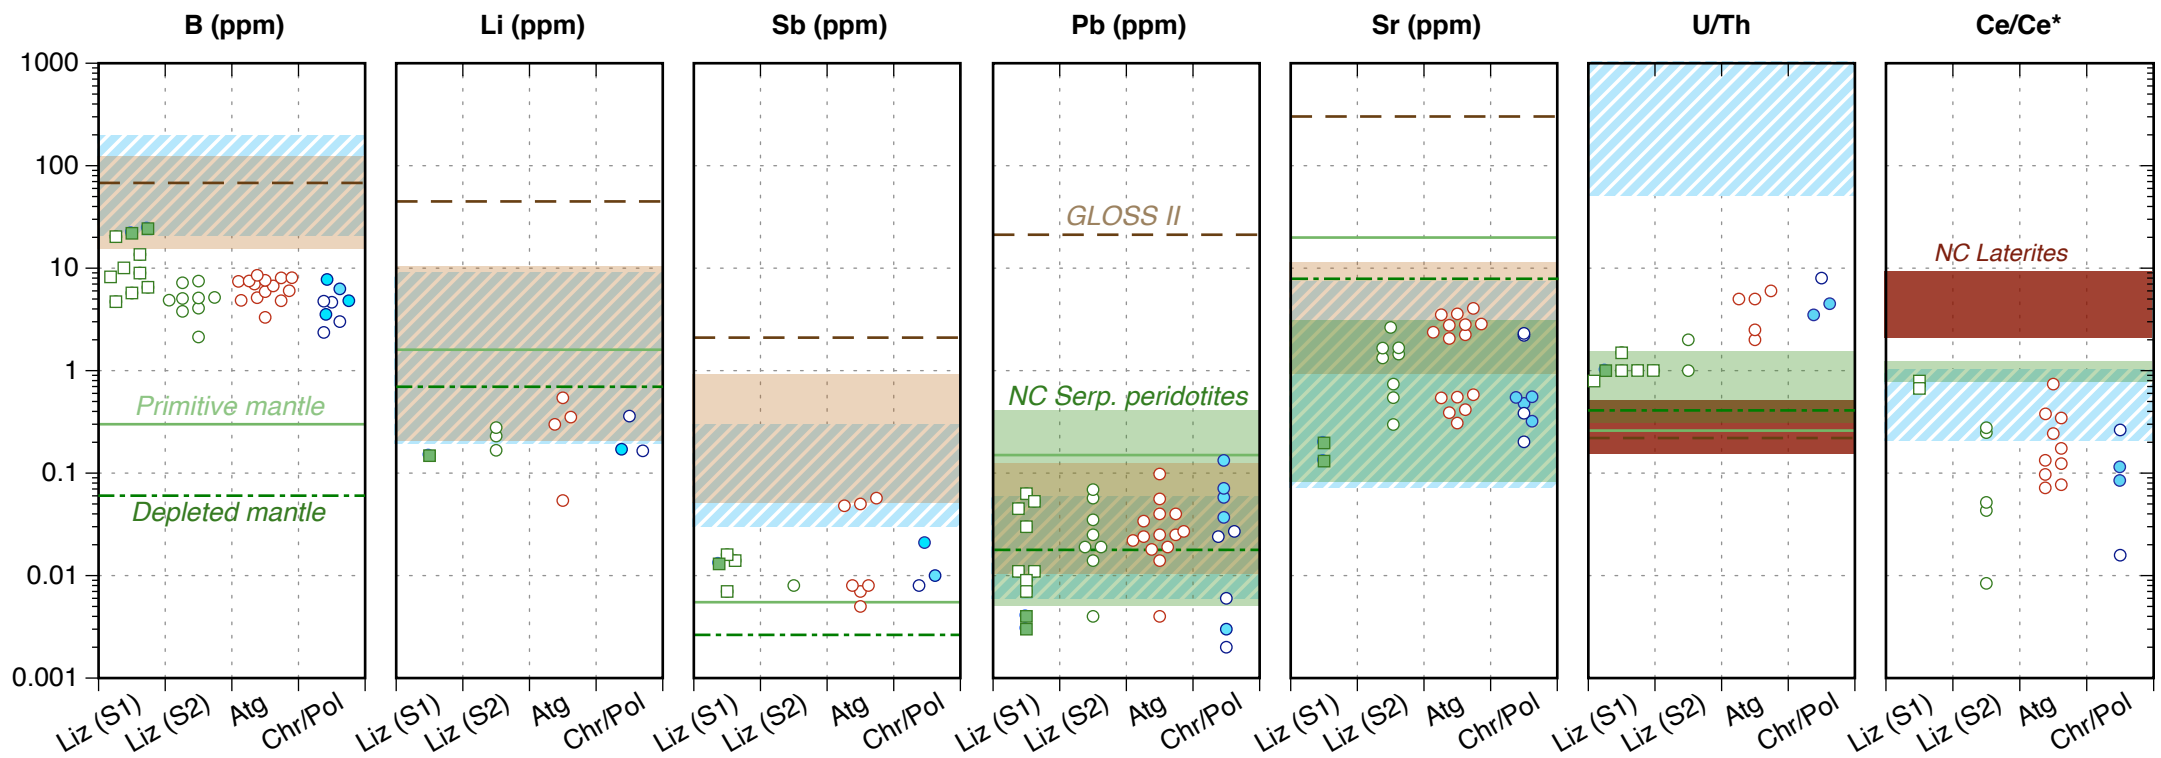 B (ppm) Li (ppm) Sb (ppm) Pb (ppm) Sr (ppm) U/Th Ce/Ce*
1000
100
GLOSS II
NC Laterites
10
1
NC Serp. peridotites
Primitive mantle
0.1
Depleted mantle
0.01
0.001
Liz (S1) Liz (S2) Atg Chr/Pol Liz (S1) Liz (S2) Atg Chr/Pol Liz (S1) Liz (S2) Atg Chr/Pol Liz (S1) Liz (S2) Atg Chr/Pol Liz (S1) Liz (S2) Atg Chr/Pol Liz (S1) Liz (S2) Atg Chr/Pol Liz (S1) Liz (S2) Atg Chr/Pol